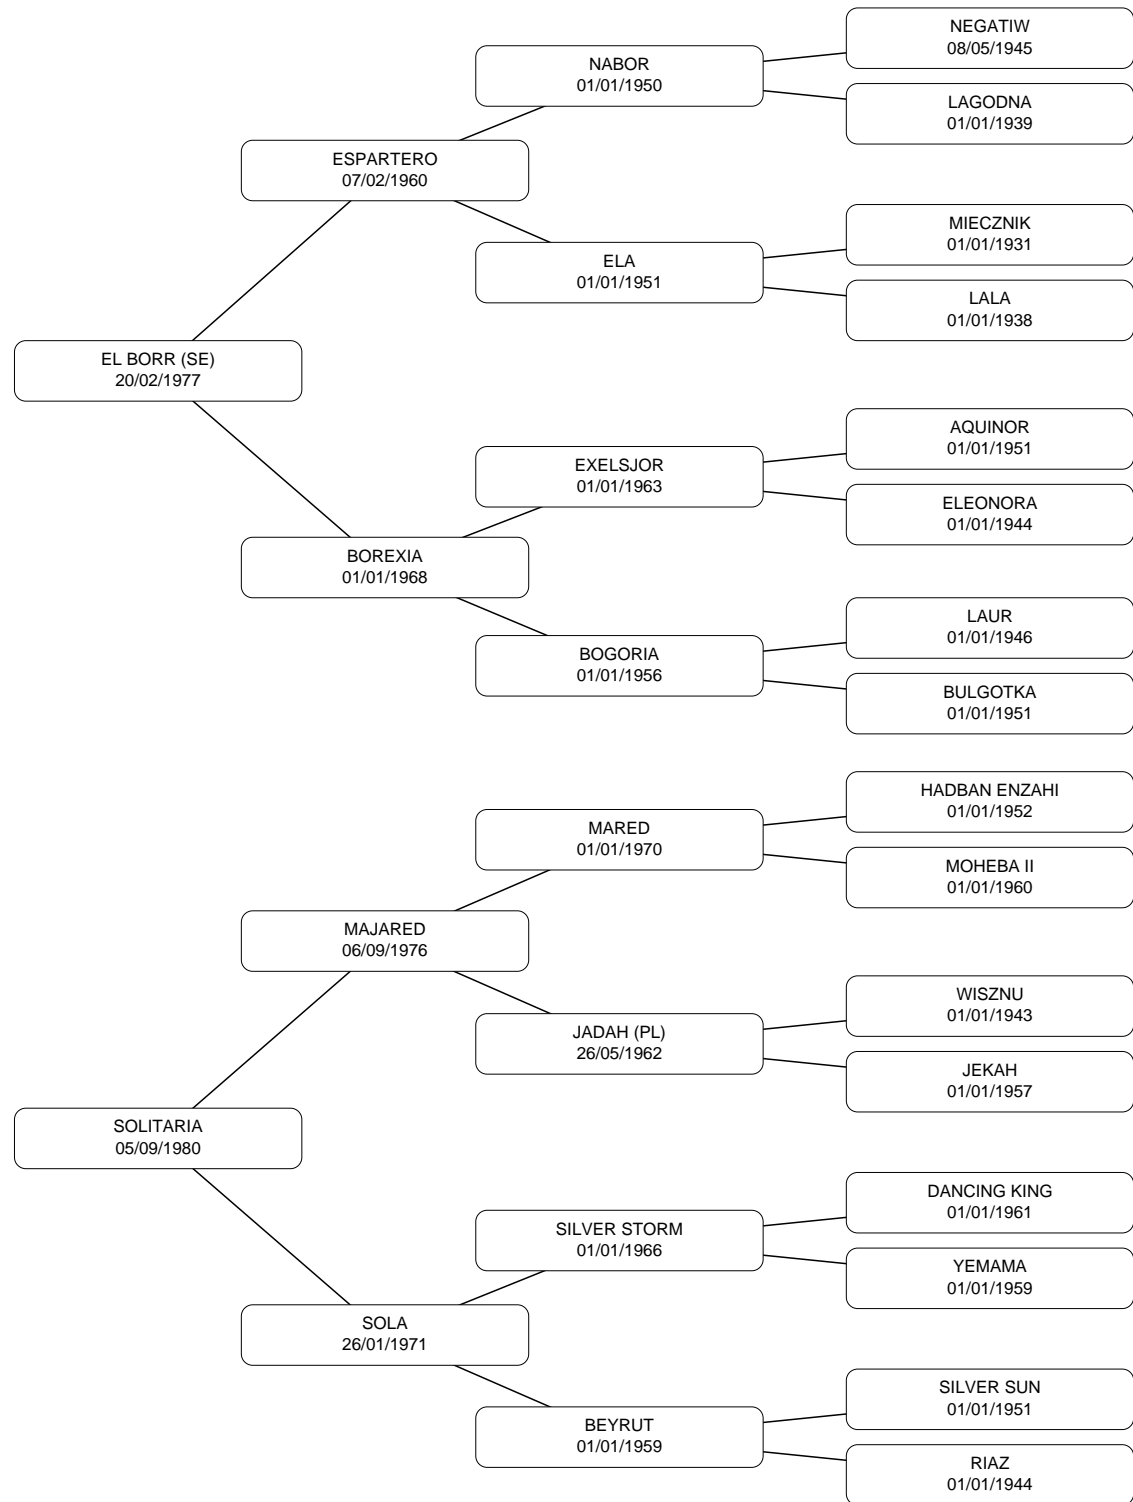 NEGATIW
08/05/1945
NABOR
01/01/1950
LAGODNA
01/01/1939
ESPARTERO
07/02/1960
MIECZNIK
01/01/1931
ELA
01/01/1951
LALA
01/01/1938
EL BORR (SE)
20/02/1977
AQUINOR
01/01/1951
EXELSJOR
01/01/1963
ELEONORA
01/01/1944
BOREXIA
01/01/1968
LAUR
01/01/1946
BOGORIA
01/01/1956
BULGOTKA
01/01/1951
HADBAN ENZAHI
01/01/1952
MARED
01/01/1970
MOHEBA II
01/01/1960
MAJARED
06/09/1976
WISZNU
01/01/1943
JADAH (PL)
26/05/1962
JEKAH
01/01/1957
SOLITARIA
05/09/1980
DANCING KING
01/01/1961
SILVER STORM
01/01/1966
YEMAMA
01/01/1959
SOLA
26/01/1971
SILVER SUN
01/01/1951
BEYRUT
01/01/1959
RIAZ
01/01/1944